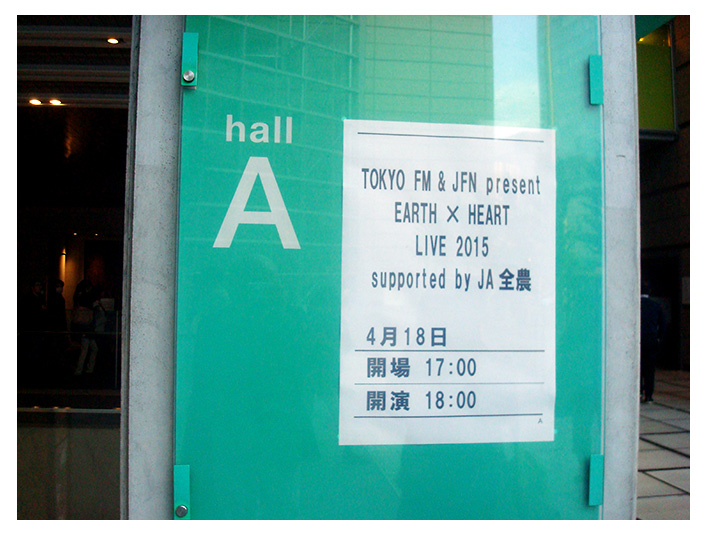 hall
A
TOKYO FM & JFN present
EARTH × HEART
LIVE 2015
supported by JA全農
4月18日
開場 17:00
開演 18:00
A